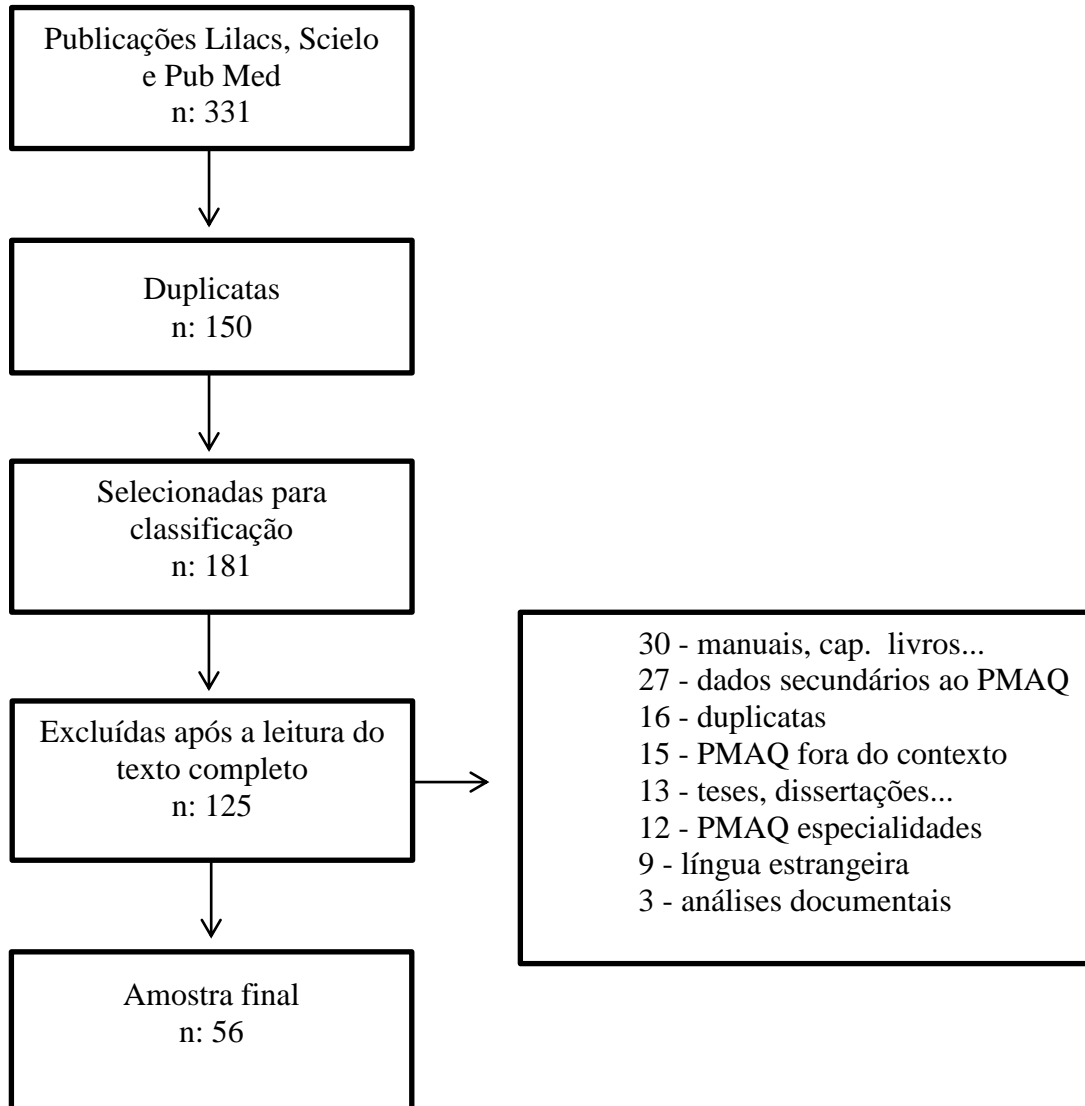 Publicações Lilacs, Scielo
e Pub Med
n: 331
Duplicatas
n: 150
Selecionadas para
classificação
n: 181
Excluídas após a leitura do
texto completo
n: 125
30 - manuais, cap. livros...
27 - dados secundários ao PMAQ
16 - duplicatas
15 - PMAQ fora do contexto
13 - teses, dissertações...
12 - PMAQ especialidades
9 - língua estrangeira
3 - análises documentais
Amostra final
n: 56